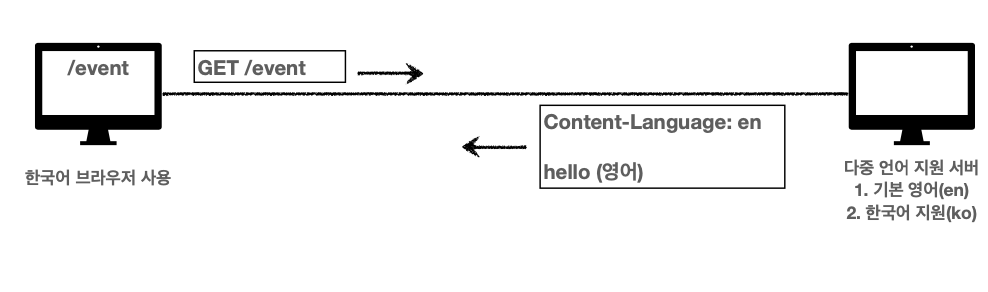 /event
한국어 브라우저 사용
GET /event
Content-Language: en
hello (영어)
다중 언어 지원 서버
1. 기본 영어(en)
2. 한국어 지원(ko)